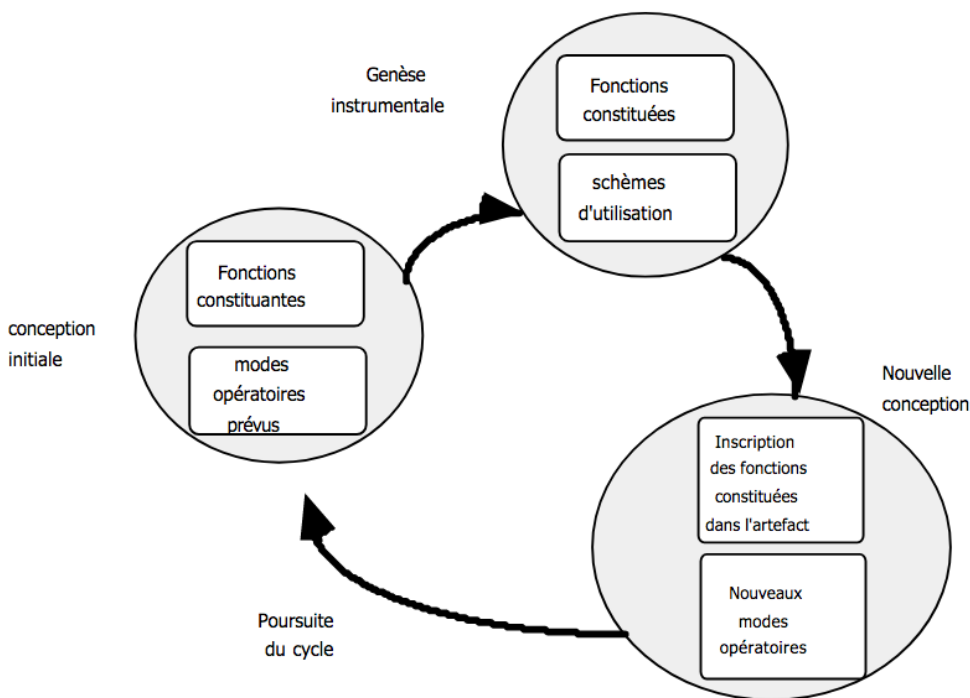 Genèse
instrumentale
Fonctions
constituées
schèmes
d'utilisation
conception
initiale
Fonctions
constituantes
modes
opératoires
prévus
Nouvelle
conception
Inscription
des fonctions
constituées
dans l'artefact
Nouveaux
modes
opératoires
Poursuite
du cycle